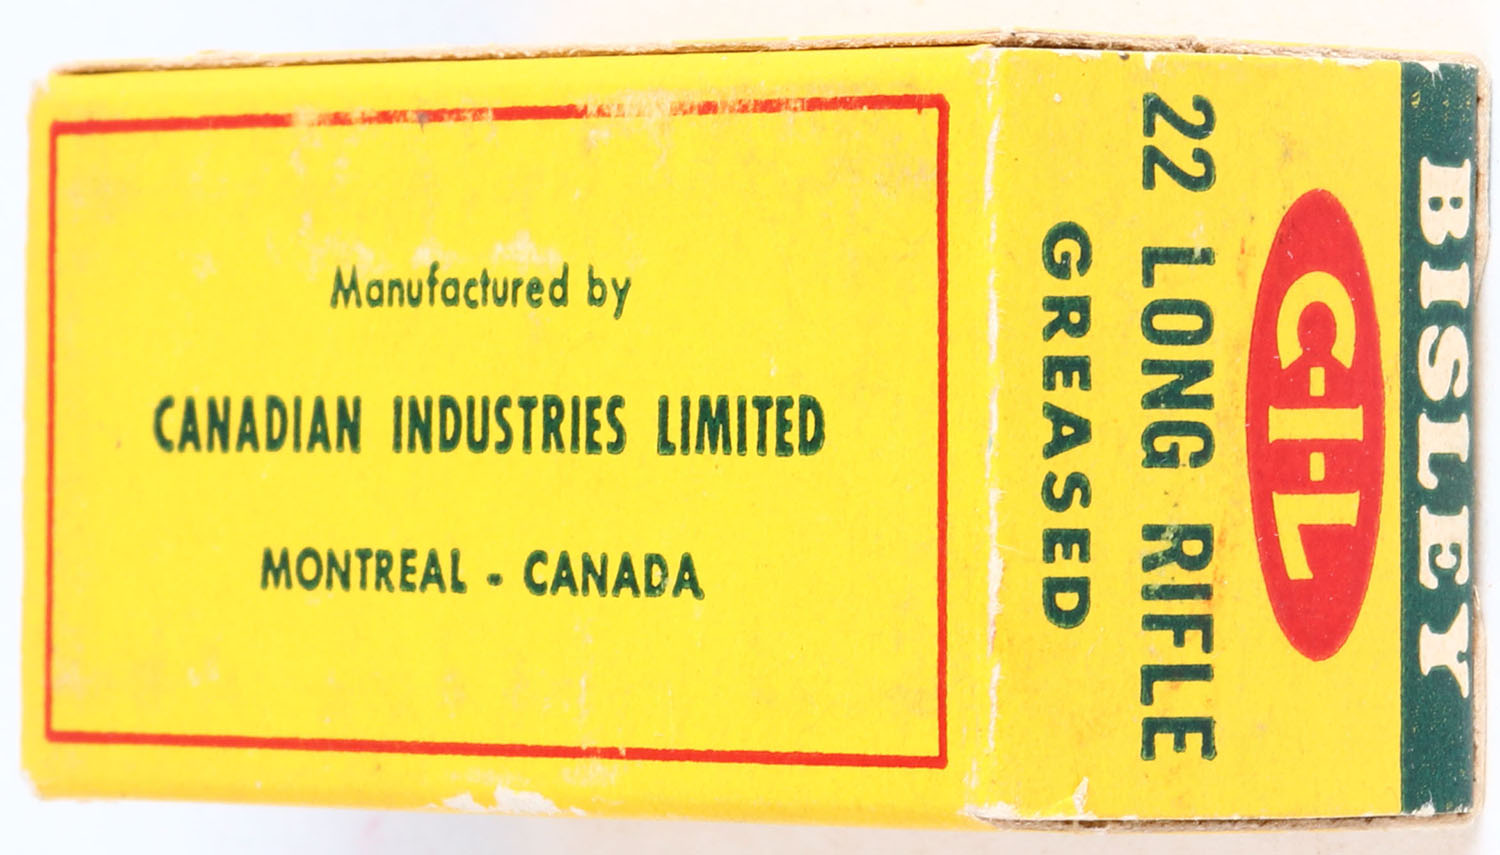 Manufactured by
CANADIAN INDUSTRIES LIMITED
MONTREAL - CANADA
BISLEY
C-I-L
22 LONG RIFLE
GREASED